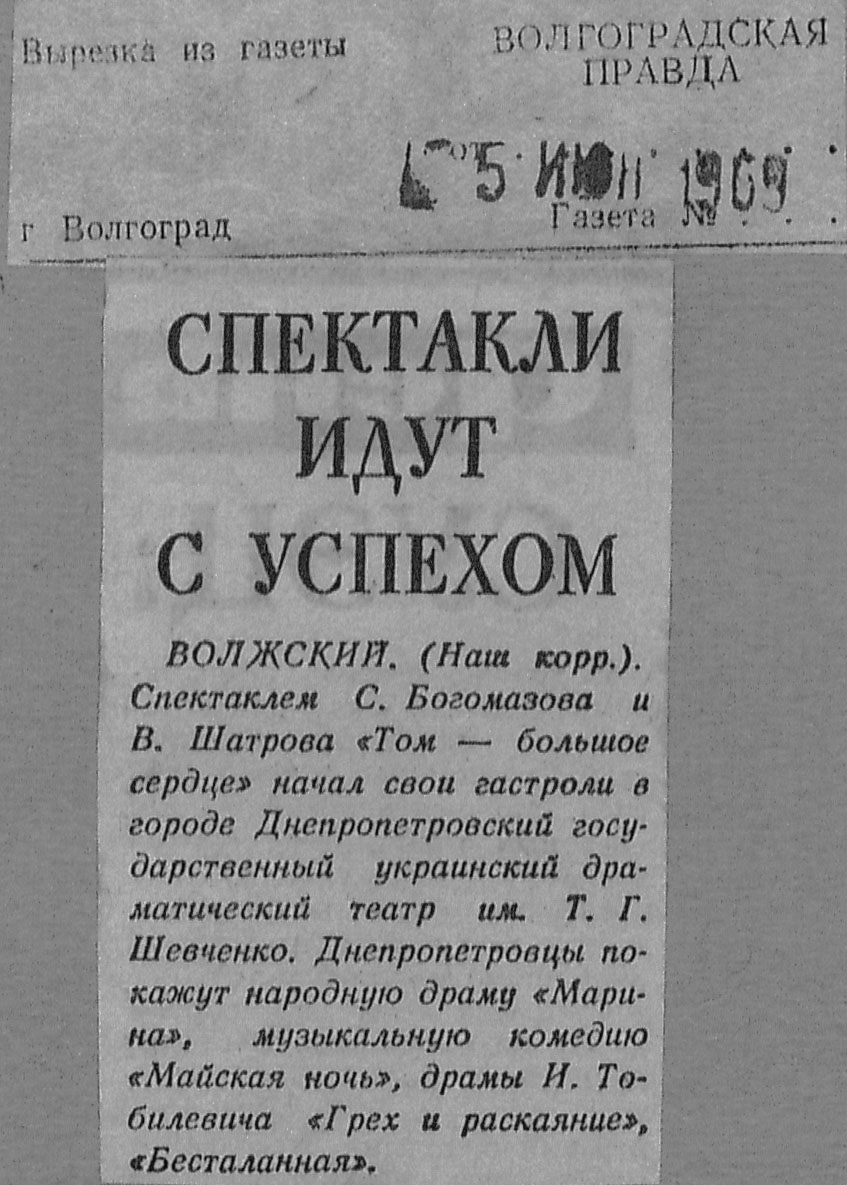 Вырезка из газеты
ВОЛГОГРАДСКАЯ
ПРАВДА
от 5 ИЮН 1969
г Волгоград
Газета №
СПЕКТАКЛИ
ИДУТ
С УСПЕХОМ
ВОЛЖСКИЙ. (Наш корр.).
Спектаклем С. Богомазова и
В. Шатрова «Том — большое
сердце» начал свои гастроли в
городе Днепропетровский госу-
дарственный украинский дра-
матический театр им. Т. Г.
Шевченко. Днепропетровцы по-
кажут народную драму «Мари-
на», музыкальную комедию
«Майская ночь», драмы И. То-
билевича «Грех и раскаяние»,
«Бесталанная».